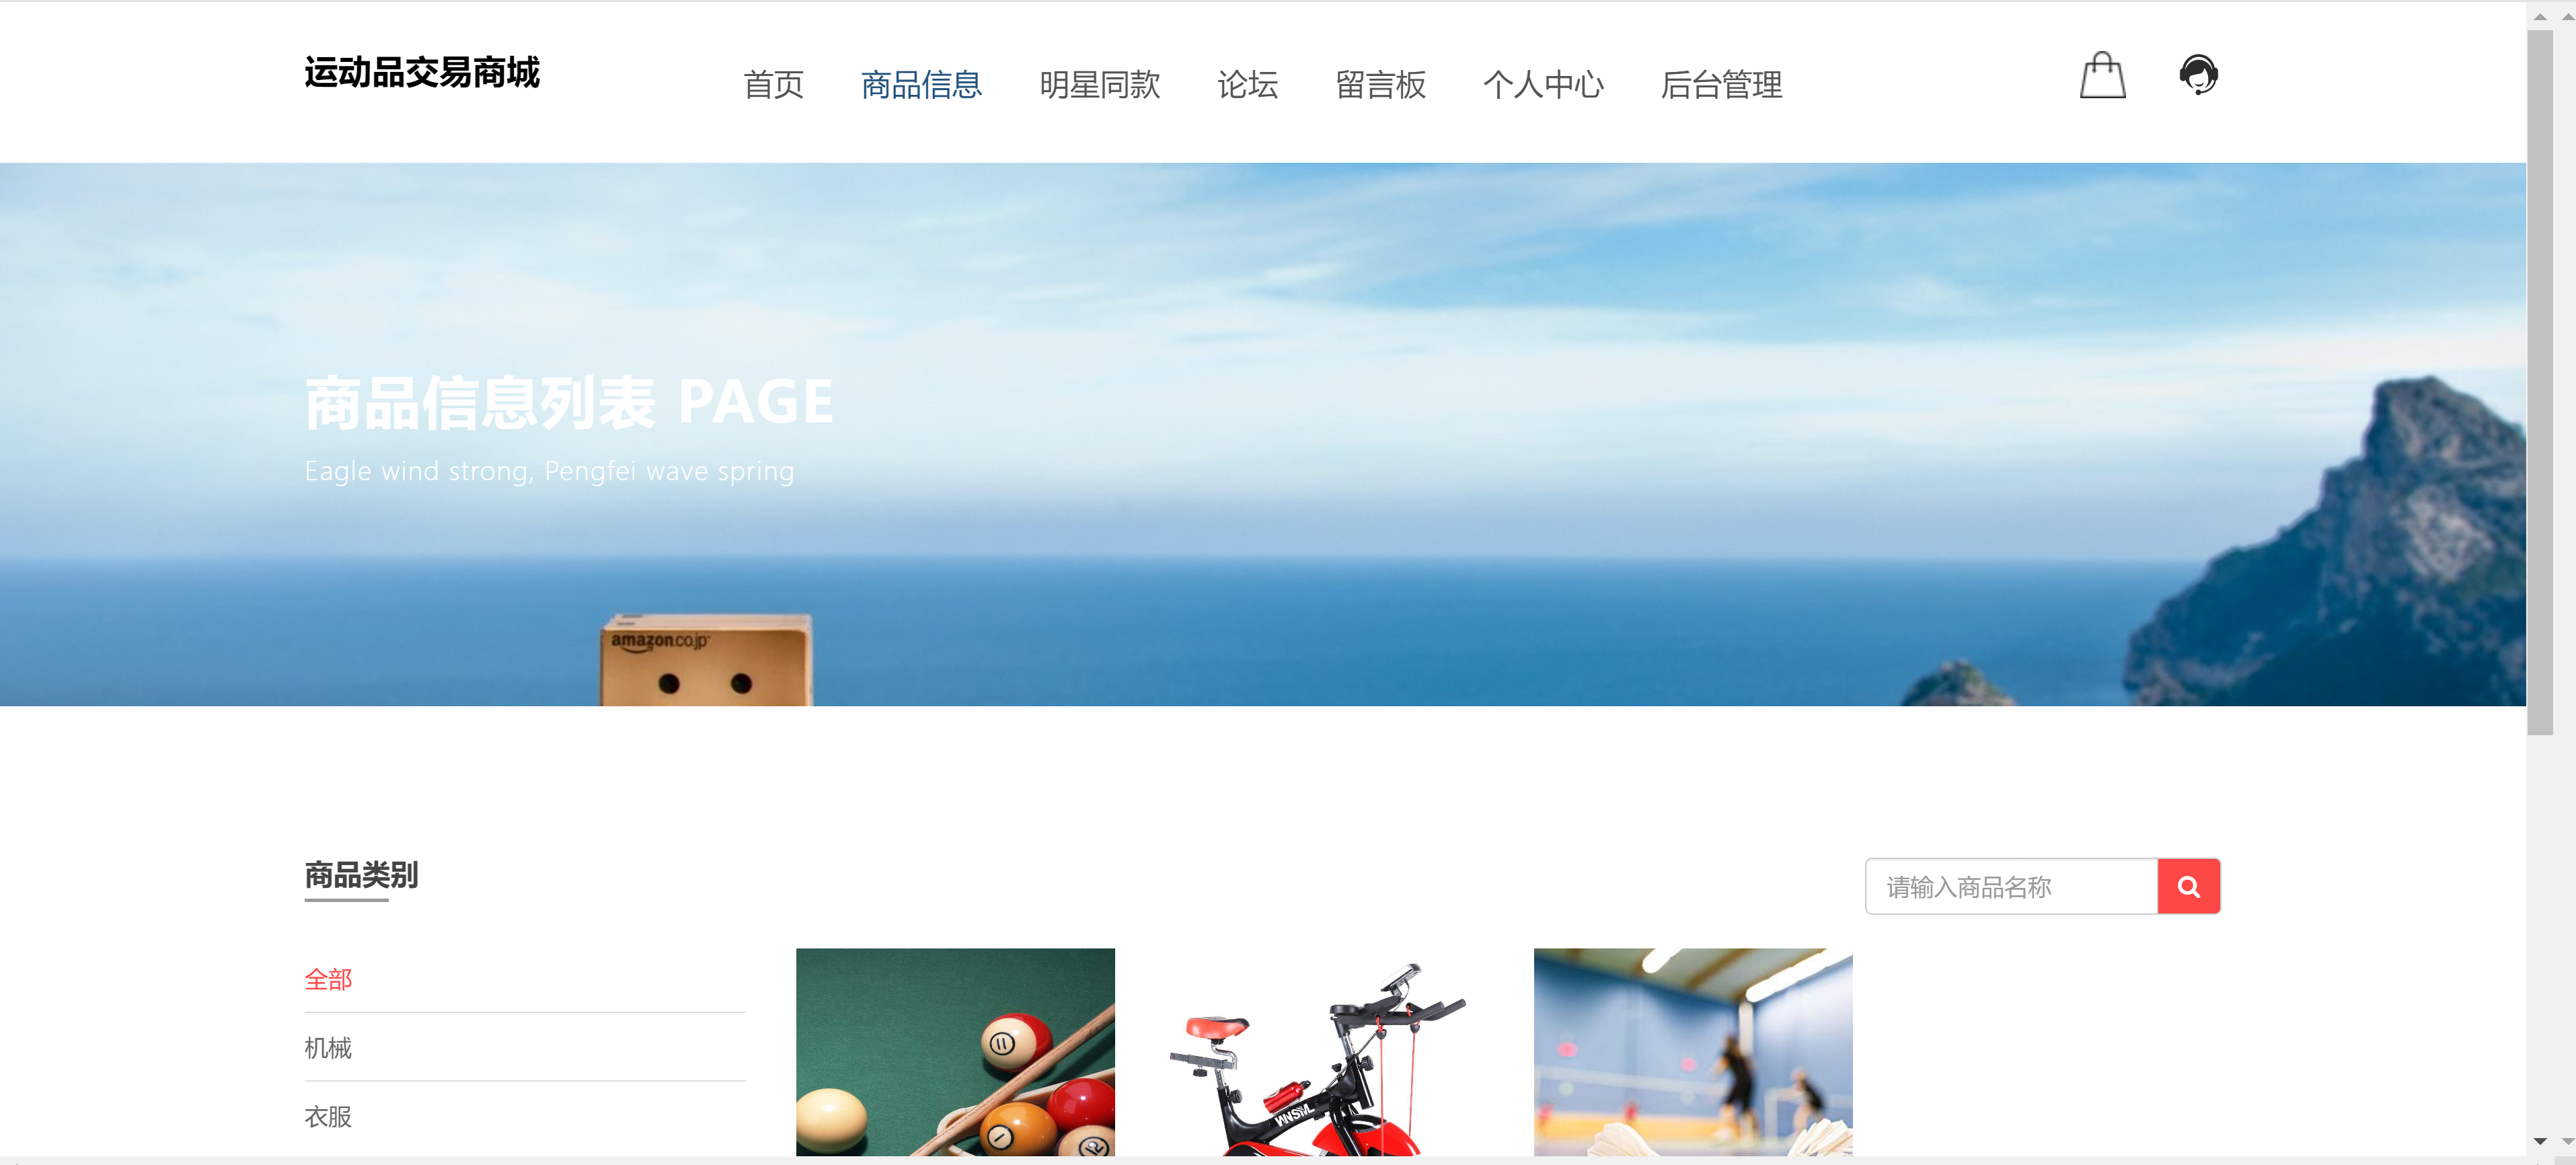 运动品交易商城
首页 商品信息 明星同款 论坛 留言板 个人中心 后台管理
商品信息列表 PAGE
Eagle wind strong, Pengfei wave spring
amazon.co.jp
商品类别
请输入商品名称
全部
机械
衣服
11
1
12